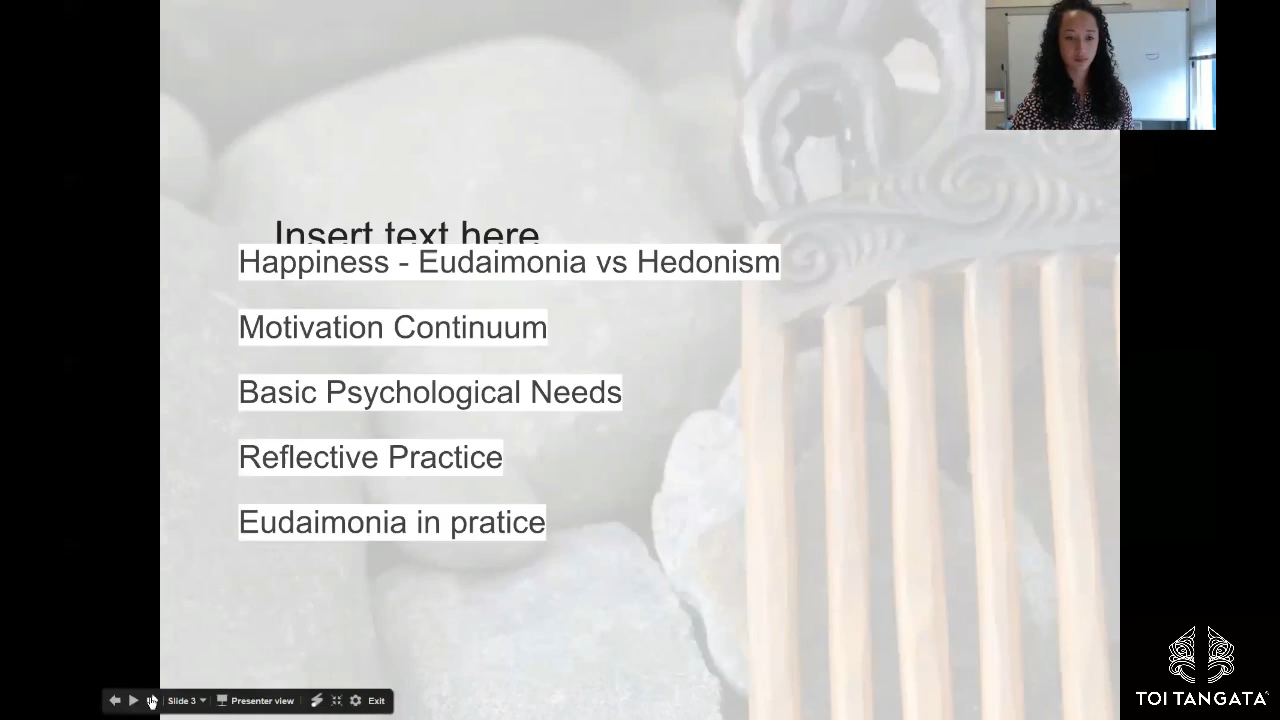 Insert text here
Happiness - Eudaimonia vs Hedonism
Motivation Continuum
Basic Psychological Needs
Reflective Practice
Eudaimonia in pratice
Slide 3
Presenter view
Exit
TOI TANGATA